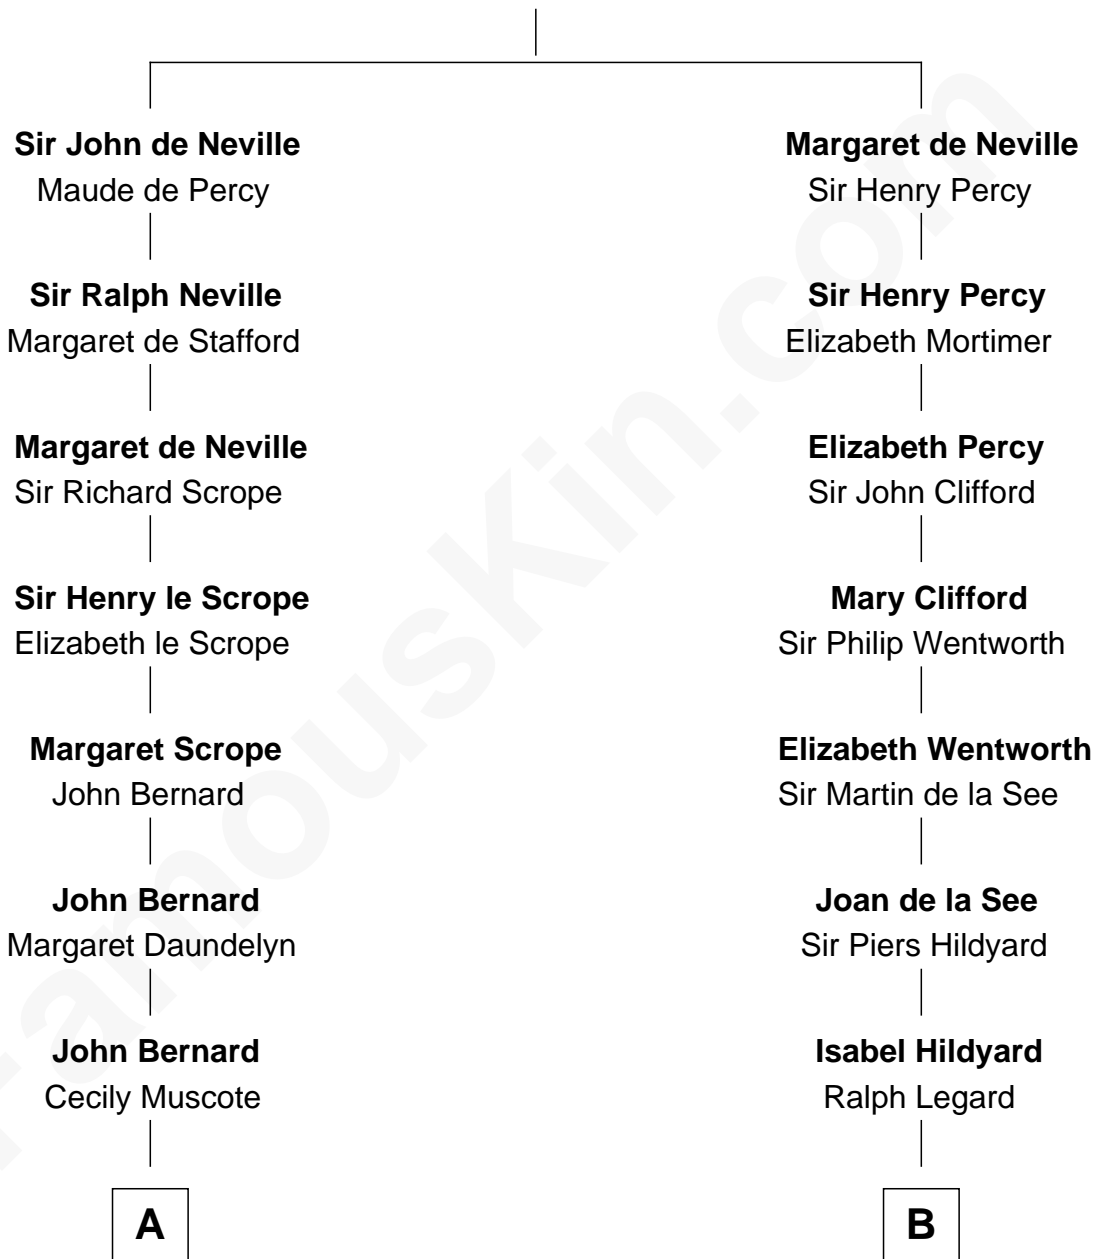 Sir John de Neville
Maude de Percy
Sir Ralph Neville
Margaret de Stafford
Margaret de Neville
Sir Richard Scrope
Sir Henry le Scrope
Elizabeth le Scrope
Margaret Scrope
John Bernard
John Bernard
Margaret Daundelyn
John Bernard
Cecily Muscote
A
Margaret de Neville
Sir Henry Percy
Sir Henry Percy
Elizabeth Mortimer
Elizabeth Percy
Sir John Clifford
Mary Clifford
Sir Philip Wentworth
Elizabeth Wentworth
Sir Martin de la See
Joan de la See
Sir Piers Hildyard
Isabel Hildyard
Ralph Legard
B
FamousKin.com